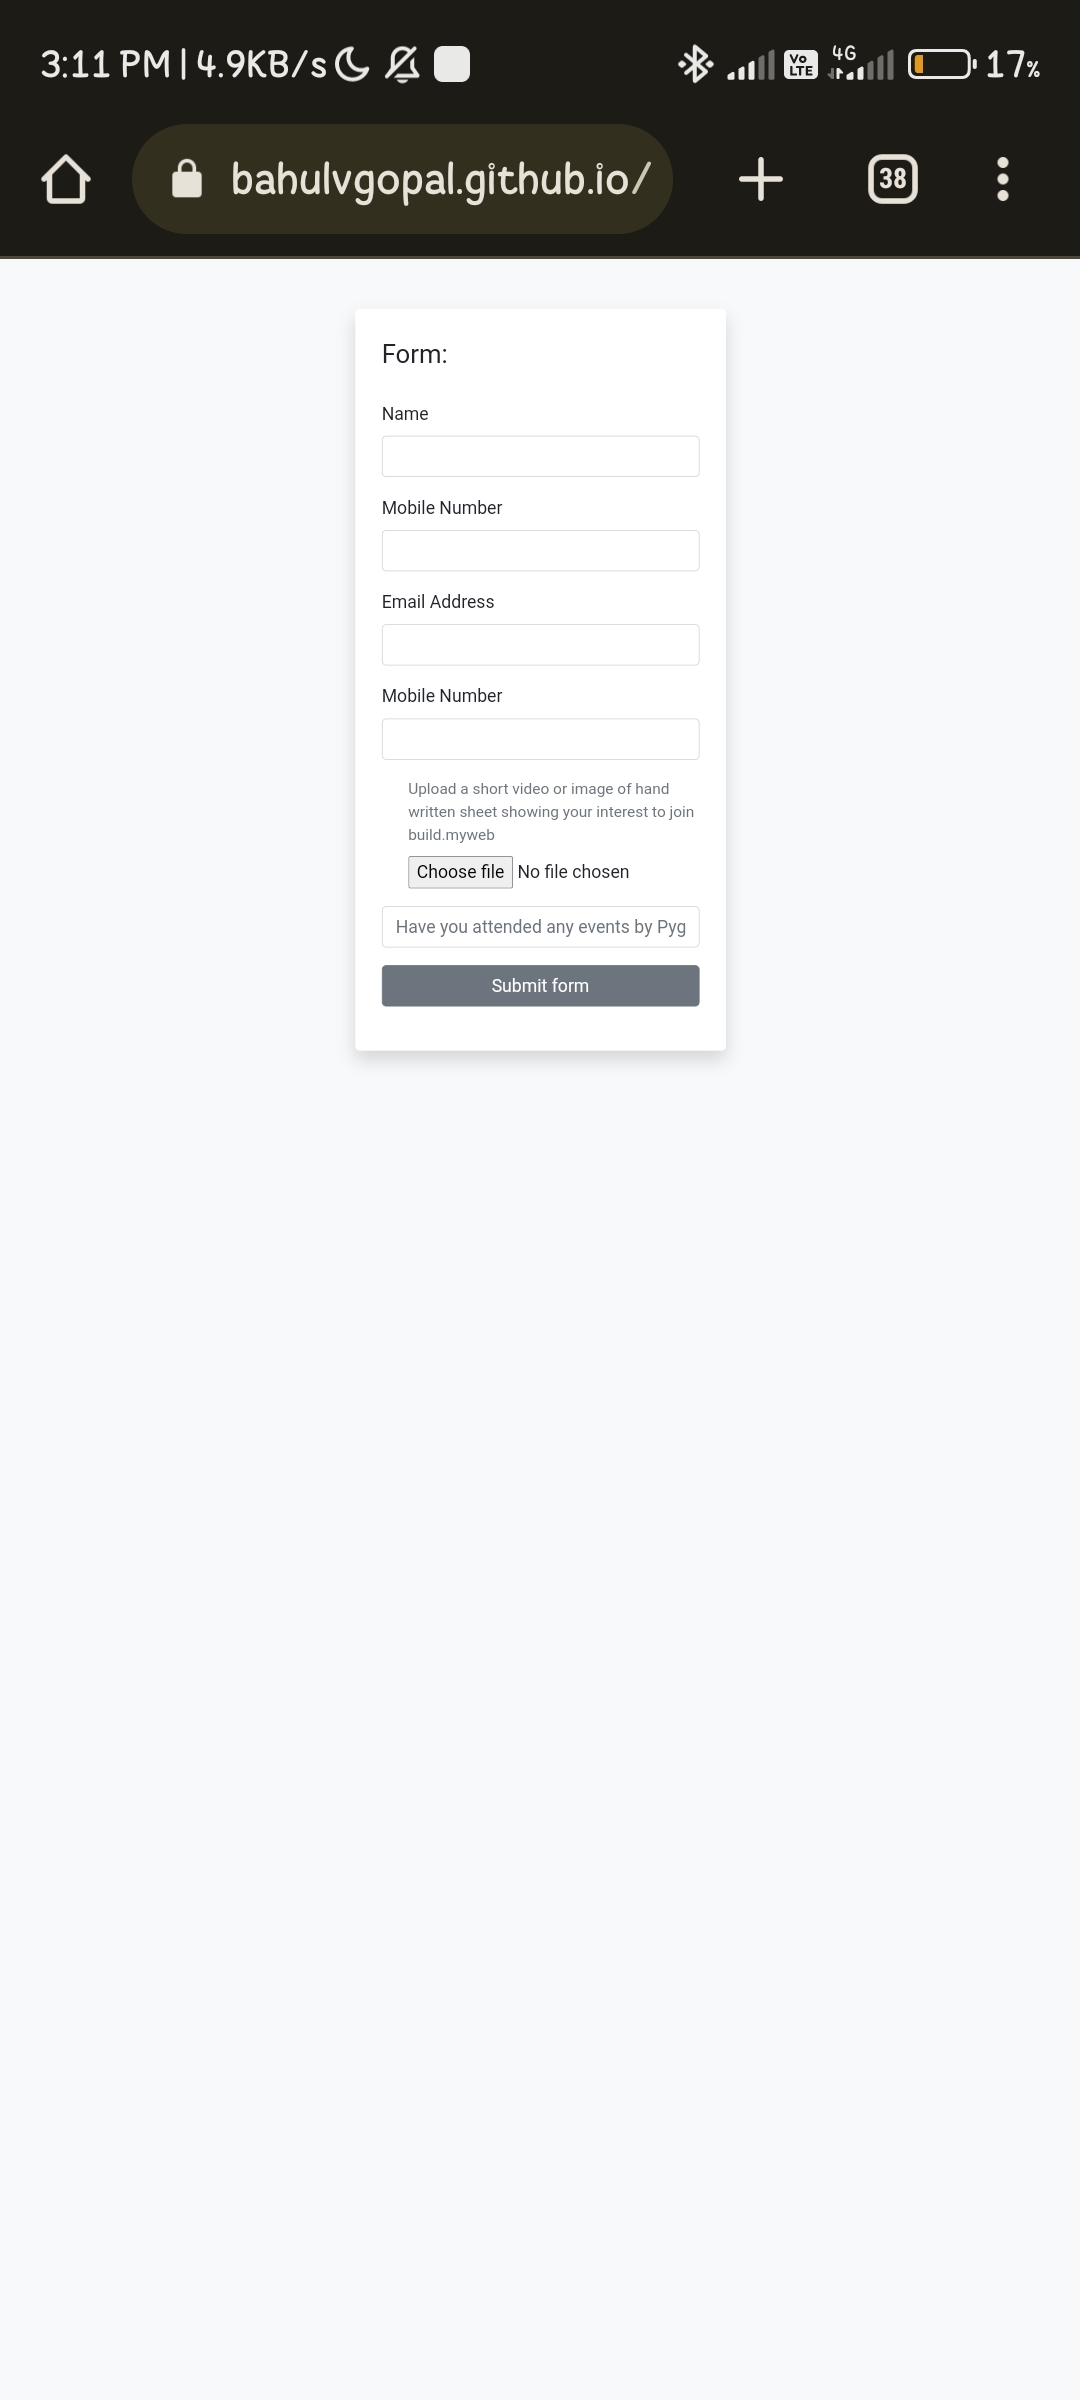 3:11 PM | 4.9KB/s Vo LTE 4G 17%
bahulvgopal.github.io/ 38
Form:
Name
Mobile Number
Email Address
Mobile Number
Upload a short video or image of hand
written sheet showing your interest to join
build.myweb
Choose file No file chosen
Have you attended any events by Pyg
Submit form